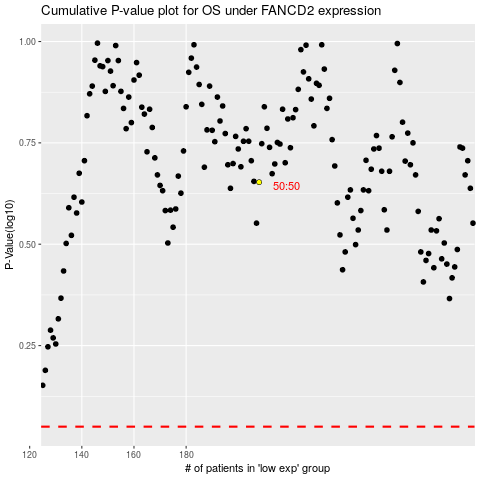 Cumulative P-value plot for OS under FANCD2 expression
P-Value(log10)
1.00
0.75
0.50
0.25
50:50
120 140 160 180
# of patients in 'low exp' group